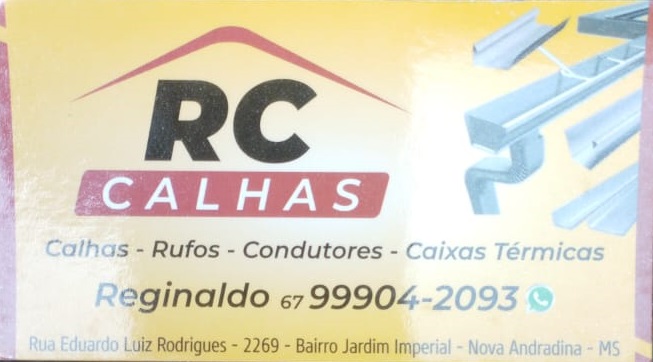 RC
CALHAS
Calhas - Rufos - Condutores - Caixas Térmicas
Reginaldo 67 99904-2093
Rua Eduardo Luiz Rodrigues - 2269 - Bairro Jardim Imperial - Nova Andradina - MS